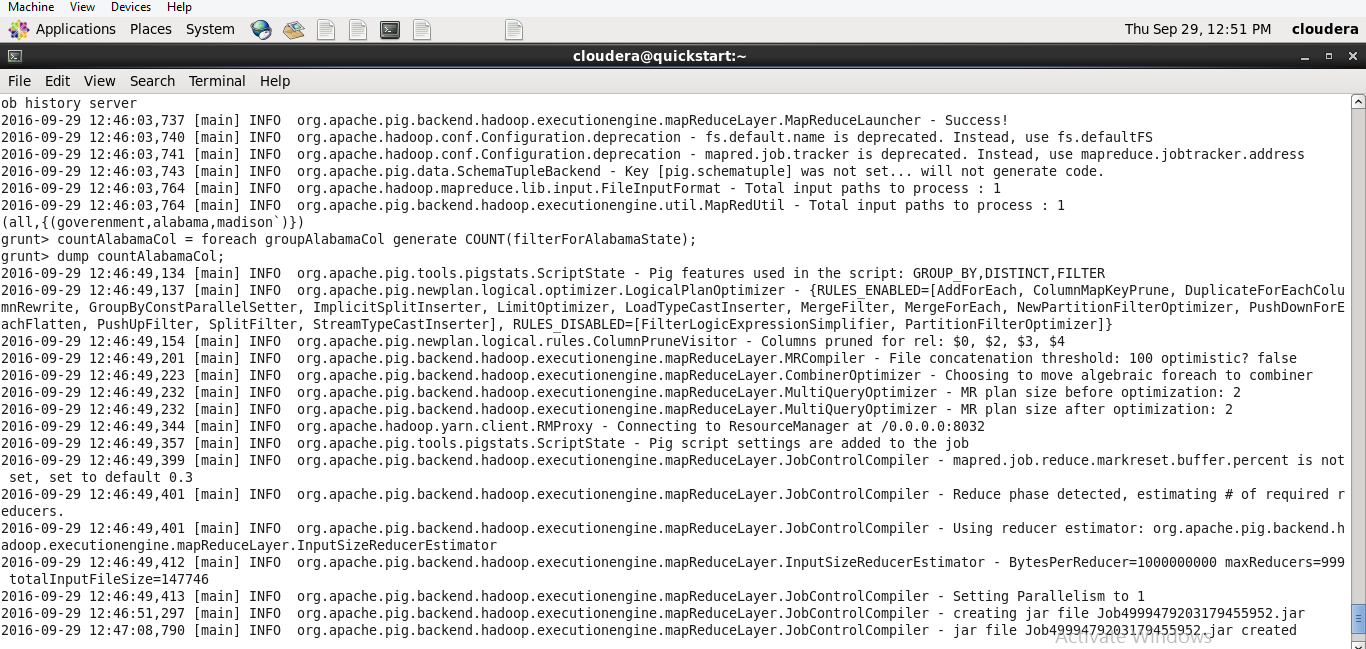 Machine View Devices Help
Applications Places System Thu Sep 29, 12:51 PM cloudera
cloudera@quickstart:~
File Edit View Search Terminal Help
ob history server
2016-09-29 12:46:03,737 [main] INFO  org.apache.pig.backend.hadoop.executionengine.mapReduceLayer.MapReduceLauncher - Success!
2016-09-29 12:46:03,740 [main] INFO  org.apache.hadoop.conf.Configuration.deprecation - fs.default.name is deprecated. Instead, use fs.defaultFS
2016-09-29 12:46:03,741 [main] INFO  org.apache.hadoop.conf.Configuration.deprecation - mapred.job.tracker is deprecated. Instead, use mapreduce.jobtracker.address
2016-09-29 12:46:03,743 [main] INFO  org.apache.pig.data.SchemaTupleBackend - Key [pig.schematuple] was not set... will not generate code.
2016-09-29 12:46:03,764 [main] INFO  org.apache.hadoop.mapreduce.lib.input.FileInputFormat - Total input paths to process : 1
2016-09-29 12:46:03,764 [main] INFO  org.apache.pig.backend.hadoop.executionengine.util.MapRedUtil - Total input paths to process : 1
(all,{(goverenment,alabama,madison`)})
grunt> countAlabamaCol = foreach groupAlabamaCol generate COUNT(filterForAlabamaState);
grunt> dump countAlabamaCol;
2016-09-29 12:46:49,134 [main] INFO  org.apache.pig.tools.pigstats.ScriptState - Pig features used in the script: GROUP_BY,DISTINCT,FILTER
2016-09-29 12:46:49,137 [main] INFO  org.apache.pig.newplan.logical.optimizer.LogicalPlanOptimizer - {RULES_ENABLED=[AddForEach, ColumnMapKeyPrune, DuplicateForEachColu
mnRewrite, GroupByConstParallelSetter, ImplicitSplitInserter, LimitOptimizer, LoadTypeCastInserter, MergeFilter, MergeForEach, NewPartitionFilterOptimizer, PushDownForE
achFlatten, PushUpFilter, SplitFilter, StreamTypeCastInserter], RULES_DISABLED=[FilterLogicExpressionSimplifier, PartitionFilterOptimizer]}
2016-09-29 12:46:49,154 [main] INFO  org.apache.pig.newplan.logical.rules.ColumnPruneVisitor - Columns pruned for rel: $0, $2, $3, $4
2016-09-29 12:46:49,201 [main] INFO  org.apache.pig.backend.hadoop.executionengine.mapReduceLayer.MRCompiler - File concatenation threshold: 100 optimistic? false
2016-09-29 12:46:49,223 [main] INFO  org.apache.pig.backend.hadoop.executionengine.mapReduceLayer.CombinerOptimizer - Choosing to move algebraic foreach to combiner
2016-09-29 12:46:49,232 [main] INFO  org.apache.pig.backend.hadoop.executionengine.mapReduceLayer.MultiQueryOptimizer - MR plan size before optimization: 2
2016-09-29 12:46:49,232 [main] INFO  org.apache.pig.backend.hadoop.executionengine.mapReduceLayer.MultiQueryOptimizer - MR plan size after optimization: 2
2016-09-29 12:46:49,344 [main] INFO  org.apache.hadoop.yarn.client.RMProxy - Connecting to ResourceManager at /0.0.0.0:8032
2016-09-29 12:46:49,357 [main] INFO  org.apache.pig.tools.pigstats.ScriptState - Pig script settings are added to the job
2016-09-29 12:46:49,399 [main] INFO  org.apache.pig.backend.hadoop.executionengine.mapReduceLayer.JobControlCompiler - mapred.job.reduce.markreset.buffer.percent is not
 set, set to default 0.3
2016-09-29 12:46:49,401 [main] INFO  org.apache.pig.backend.hadoop.executionengine.mapReduceLayer.JobControlCompiler - Reduce phase detected, estimating # of required r
educers.
2016-09-29 12:46:49,401 [main] INFO  org.apache.pig.backend.hadoop.executionengine.mapReduceLayer.JobControlCompiler - Using reducer estimator: org.apache.pig.backend.h
adoop.executionengine.mapReduceLayer.InputSizeReducerEstimator
2016-09-29 12:46:49,412 [main] INFO  org.apache.pig.backend.hadoop.executionengine.mapReduceLayer.InputSizeReducerEstimator - BytesPerReducer=1000000000 maxReducers=999
 totalInputFileSize=147746
2016-09-29 12:46:49,413 [main] INFO  org.apache.pig.backend.hadoop.executionengine.mapReduceLayer.JobControlCompiler - Setting Parallelism to 1
2016-09-29 12:46:51,297 [main] INFO  org.apache.pig.backend.hadoop.executionengine.mapReduceLayer.JobControlCompiler - creating jar file Job4999479203179455952.jar
2016-09-29 12:47:08,790 [main] INFO  org.apache.pig.backend.hadoop.executionengine.mapReduceLayer.JobControlCompiler - jar file Job4999479203179455952.jar created
Activate Windows